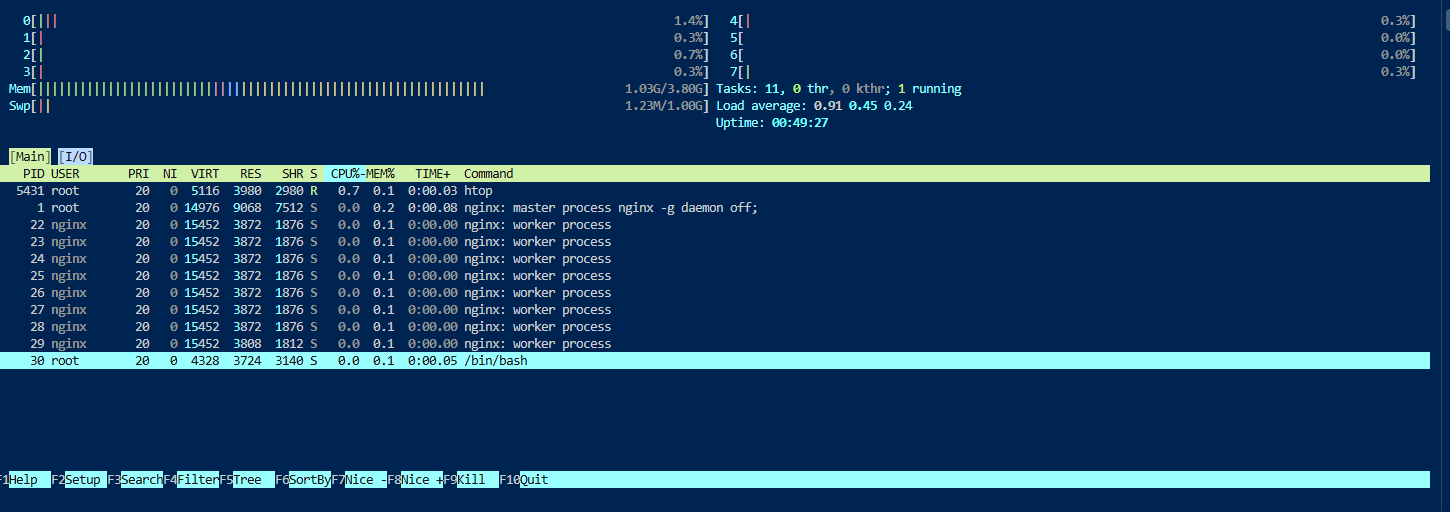 0[||| 1.4%] 4[| 0.3%]
1[| 0.3%] 5[ 0.0%]
2[| 0.7%] 6[ 0.0%]
3[| 0.3%] 7[| 0.3%]
Mem[|||||||||||||||||||||||||||||||||||||||||||||||||||||||||||||||| 1.03G/3.80G] Tasks: 11, 0 thr, 0 kthr; 1 running
Swp[|| 1.23M/1.00G] Load average: 0.91 0.45 0.24
Uptime: 00:49:27
[Main] [I/O]
PID USER PRI NI VIRT RES SHR S CPU%-MEM% TIME+ Command
5431 root 20 0 5116 3980 2980 R 0.7 0.1 0:00.03 htop
1 root 20 0 14976 9068 7512 S 0.0 0.2 0:00.08 nginx: master process nginx -g daemon off;
22 nginx 20 0 15452 3872 1876 S 0.0 0.1 0:00.00 nginx: worker process
23 nginx 20 0 15452 3872 1876 S 0.0 0.1 0:00.00 nginx: worker process
24 nginx 20 0 15452 3872 1876 S 0.0 0.1 0:00.00 nginx: worker process
25 nginx 20 0 15452 3872 1876 S 0.0 0.1 0:00.00 nginx: worker process
26 nginx 20 0 15452 3872 1876 S 0.0 0.1 0:00.00 nginx: worker process
27 nginx 20 0 15452 3872 1876 S 0.0 0.1 0:00.00 nginx: worker process
28 nginx 20 0 15452 3872 1876 S 0.0 0.1 0:00.00 nginx: worker process
29 nginx 20 0 15452 3808 1812 S 0.0 0.1 0:00.00 nginx: worker process
30 root 20 0 4328 3724 3140 S 0.0 0.1 0:00.05 /bin/bash
F1Help F2Setup F3SearchF4FilterF5Tree F6SortByF7Nice -F8Nice +F9Kill F10Quit